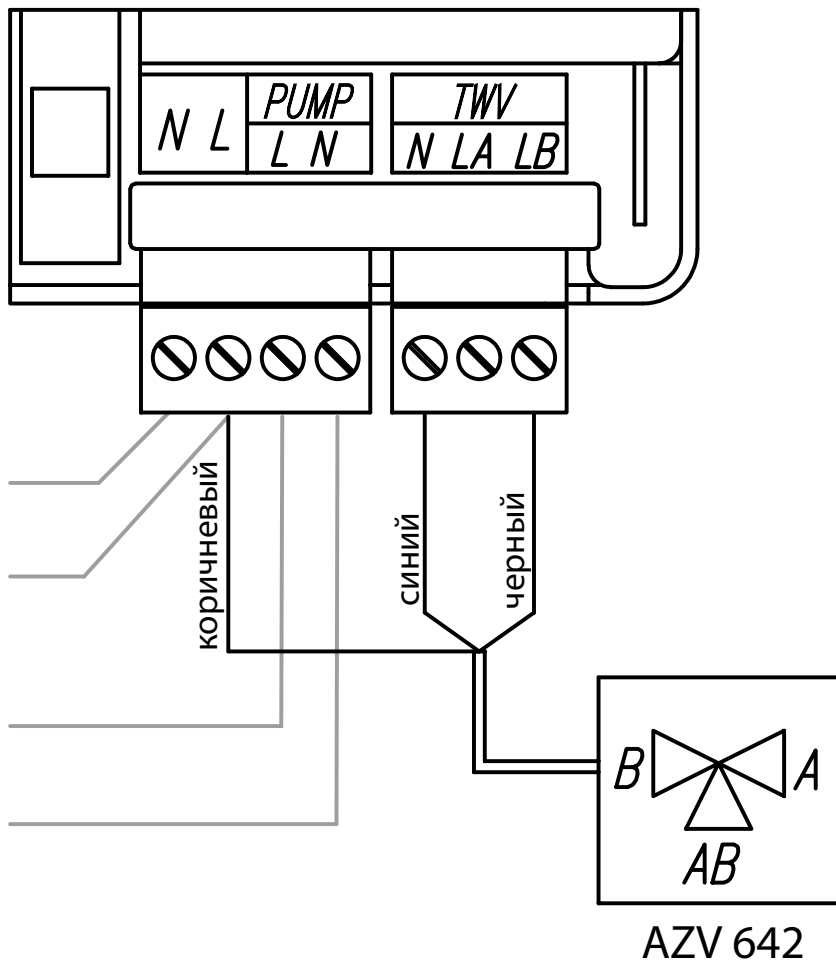 N L
PUMP
L N
TWV
N LA LB
коричневый
синий
черный
B
A
AB
AZV 642